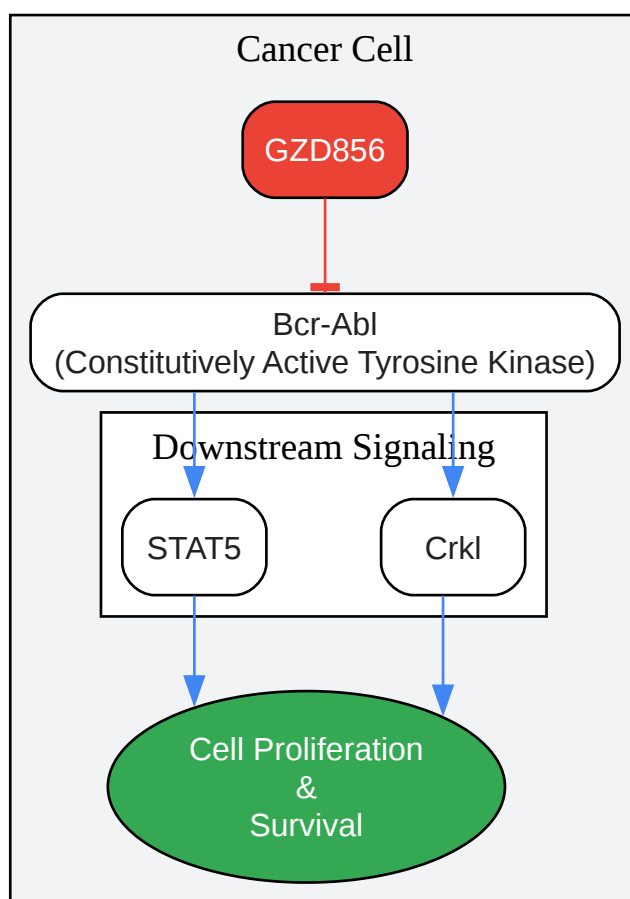 Cancer Cell
GZD856
Bcr-Abl
(Constitutively Active Tyrosine Kinase)
Downstream Signaling
STAT5
Crkl
Cell Proliferation
&
Survival